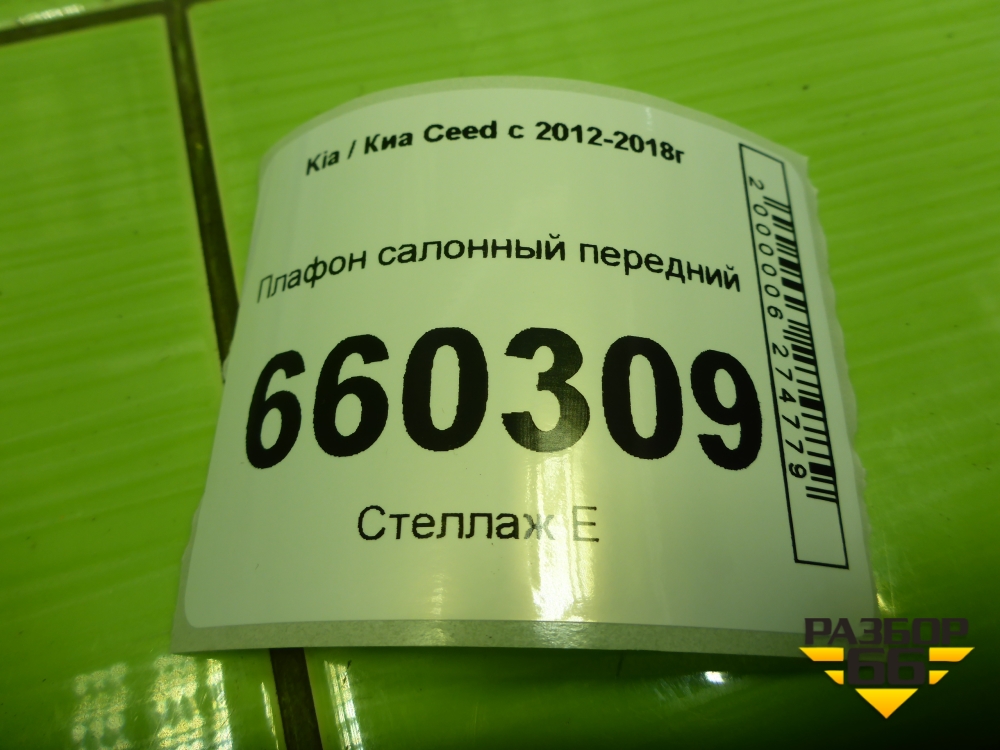 Kia / Киа Ceed с 2012-2018г
Плафон салонный передний
660309
Стеллаж Е
2000006274779
РАЗБОР
66